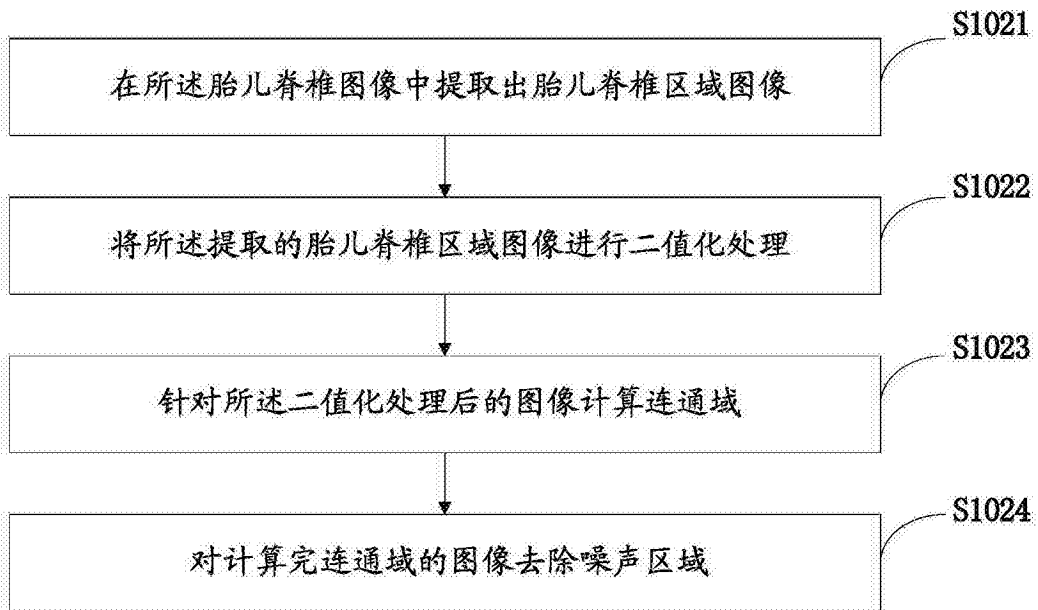 S1021
在所述胎儿脊椎图像中提取出胎儿脊椎区域图像
S1022
将所述提取的胎儿脊椎区域图像进行二值化处理
S1023
针对所述二值化处理后的图像计算连通域
S1024
对计算完连通域的图像去除噪声区域